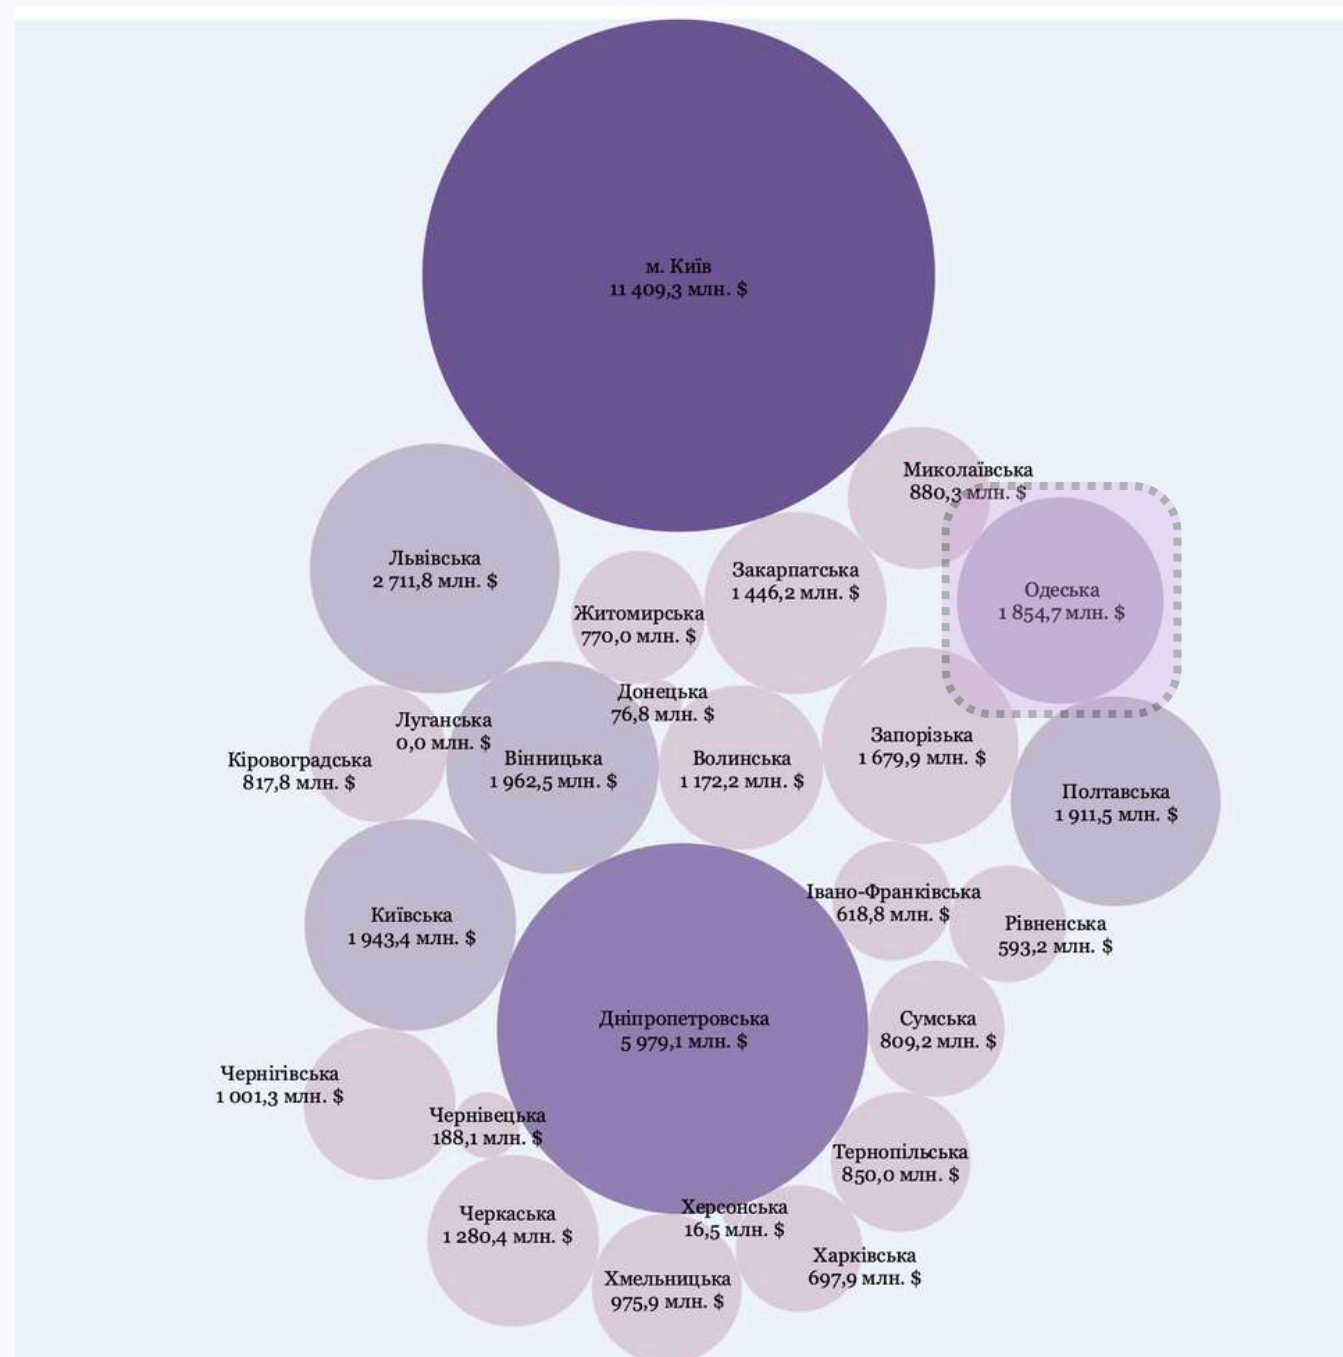 м. Київ
11 409,3 млн. $
Миколаївська
880,3 млн. $
Львівська
2 711,8 млн. $
Закарпатська
1 446,2 млн. $
Одеська
1 854,7 млн. $
Житомирська
770,0 млн. $
Донецька
76,8 млн. $
Луганська
0,0 млн. $
Кіровоградська
817,8 млн. $
Вінницька
1 962,5 млн. $
Волинська
1 172,2 млн. $
Запорізька
1 679,9 млн. $
Полтавська
1 911,5 млн. $
Івано-Франківська
618,8 млн. $
Київська
1 943,4 млн. $
Рівненська
593,2 млн. $
Дніпропетровська
5 979,1 млн. $
Сумська
809,2 млн. $
Чернігівська
1 001,3 млн. $
Чернівецька
188,1 млн. $
Тернопільська
850,0 млн. $
Черкаська
1 280,4 млн. $
Херсонська
16,5 млн. $
Харківська
697,9 млн. $
Хмельницька
975,9 млн. $